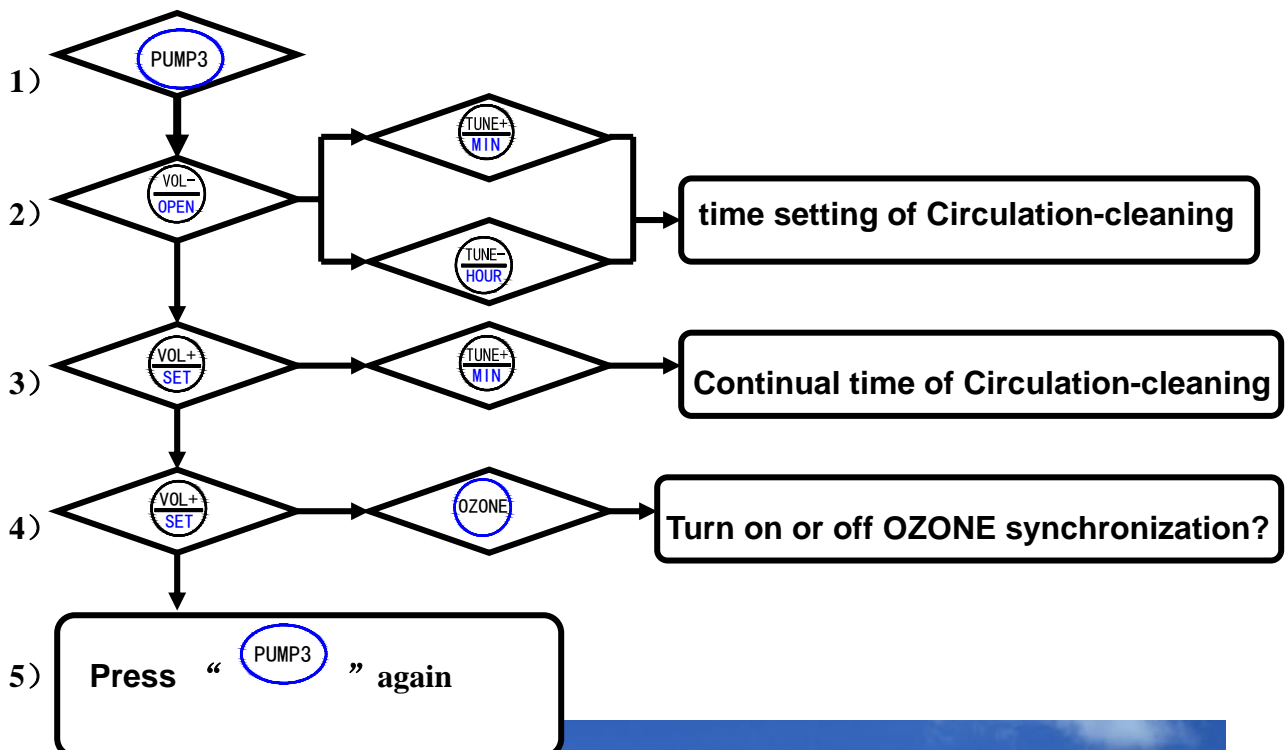 1）
PUMP3
2）
VOL-
OPEN
TUNE+
MIN
TUNE-
HOUR
time setting of Circulation-cleaning
3）
VOL+
SET
TUNE+
MIN
Continual time of Circulation-cleaning
4）
VOL+
SET
OZONE
Turn on or off OZONE synchronization?
5）
Press “ PUMP3 ” again